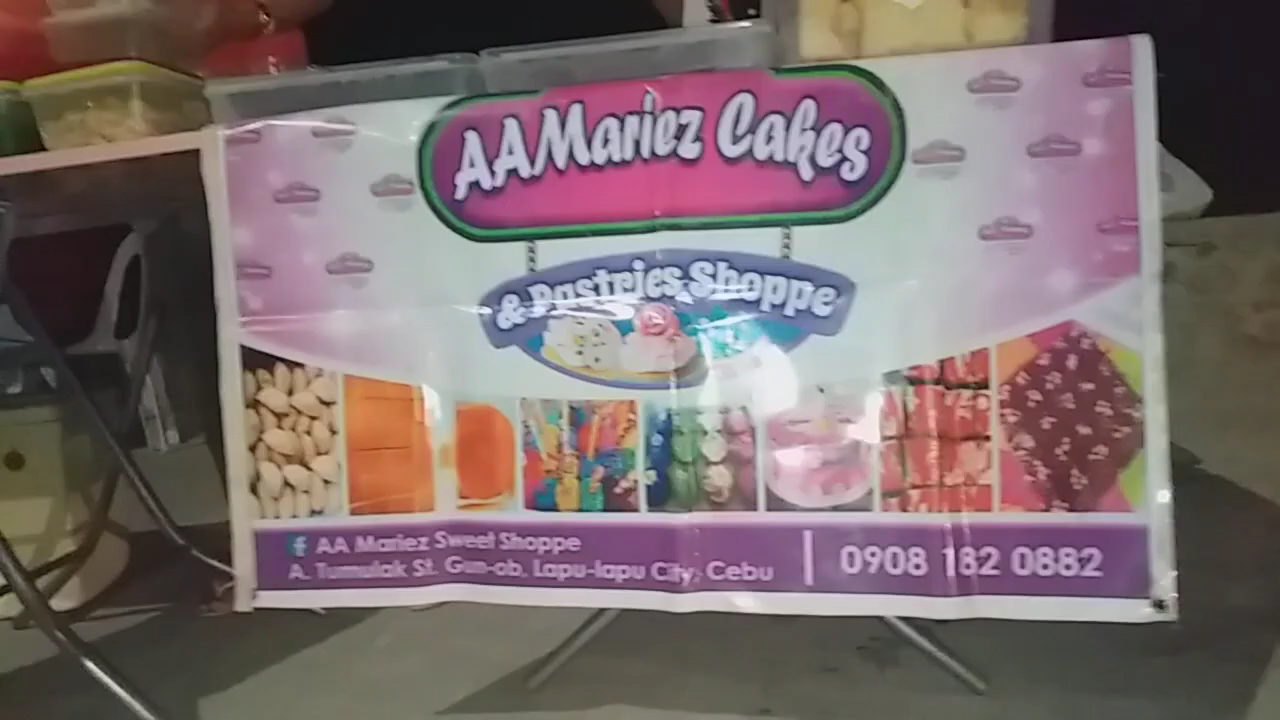 AAMariez Cakes
& Pastries Shoppe
AA Mariez Sweet Shoppe
A. Tumulak St. Gun-ob, Lapu-lapu City, Cebu
0908 182 0882